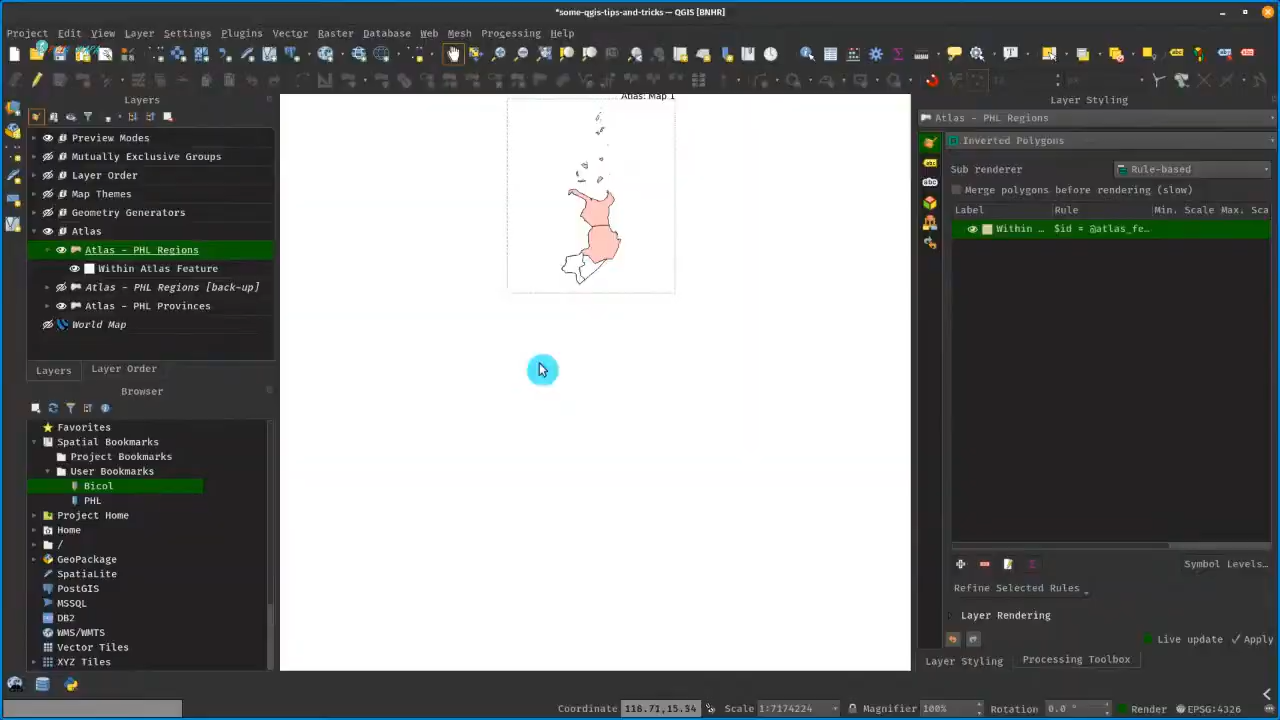 *some-qgis-tips-and-tricks — QGIS [BNHR]
Project Edit View Layer Settings Plugins Vector Raster Database Web Mesh Processing Help
Layers
Preview Modes
Mutually Exclusive Groups
Layer Order
Map Themes
Geometry Generators
Atlas
Atlas - PHL Regions
Within Atlas Feature
Atlas - PHL Regions [back-up]
Atlas - PHL Provinces
World Map
Layers Layer Order
Browser
Favorites
Spatial Bookmarks
Project Bookmarks
User Bookmarks
Bicol
PHL
Project Home
Home
/
GeoPackage
SpatiaLite
PostGIS
MSSQL
DB2
WMS/WMTS
Vector Tiles
XYZ Tiles
Atlas: Map 1
Layer Styling
Atlas - PHL Regions
Inverted Polygons
Sub renderer Rule-based
Merge polygons before rendering (slow)
Label Rule Min. Scale Max. Sca
Within … $id = @atlas_fe…
Symbol Levels…
Refine Selected Rules
Layer Rendering
Live update Apply
Layer Styling Processing Toolbox
Coordinate 116.71,15.34 Scale 1:7174224 Magnifier 100% Rotation 0.0 ° Render EPSG:4326